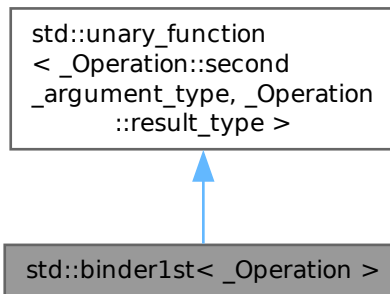 std::unary_function
< _Operation::second
_argument_type, _Operation
::result_type >
std::binder1st< _Operation >